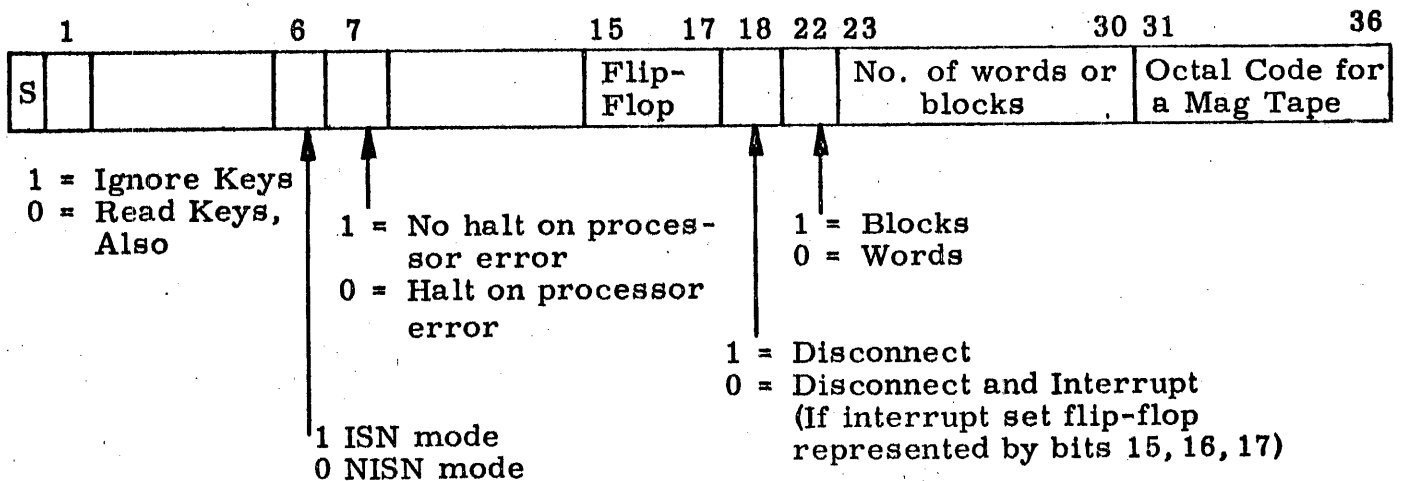 1 6 7 15 17 18 22 23 30 31 36
S Flip- No. of words or Octal Code for
Flop blocks a Mag Tape
1 = Ignore Keys
0 = Read Keys,
Also
1 = No halt on proces-
sor error
0 = Halt on processor
error
1 = Blocks
0 = Words
1 = Disconnect
0 = Disconnect and Interrupt
(If interrupt set flip-flop
represented by bits 15, 16, 17)
1 ISN mode
0 NISN mode